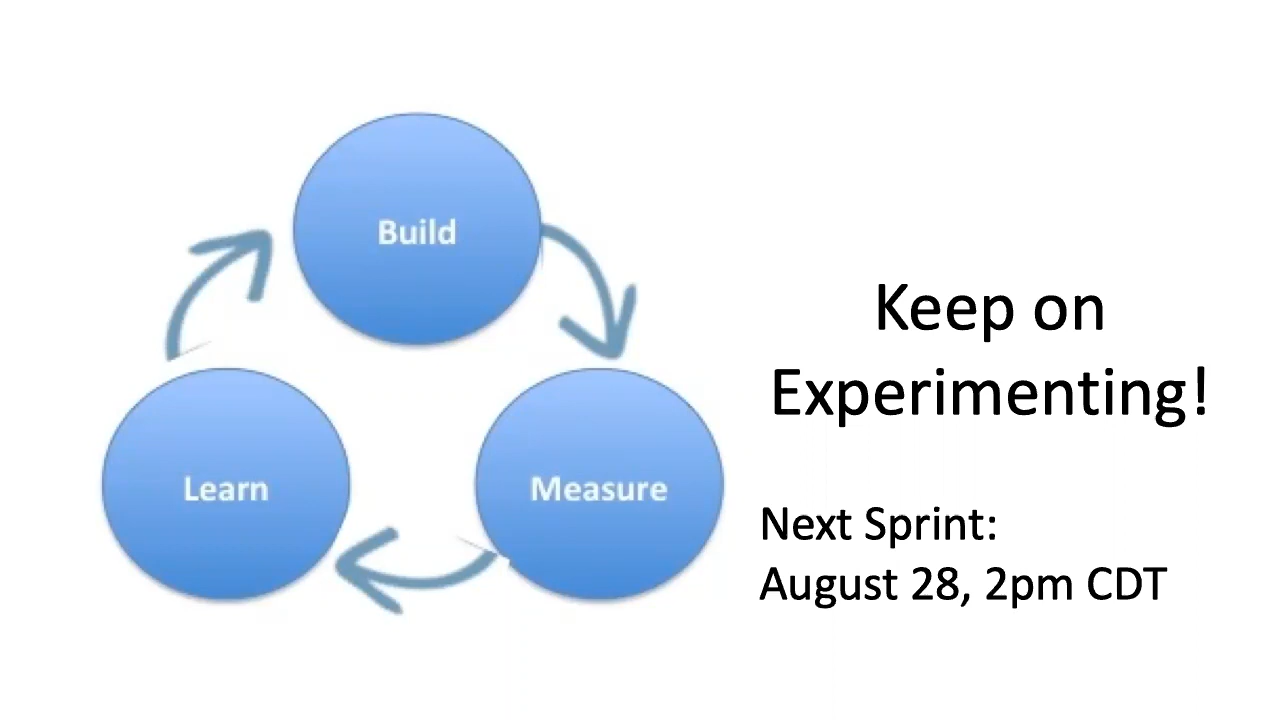 Build
Learn
Measure
Keep on
Experimenting!
Next Sprint:
August 28, 2pm CDT